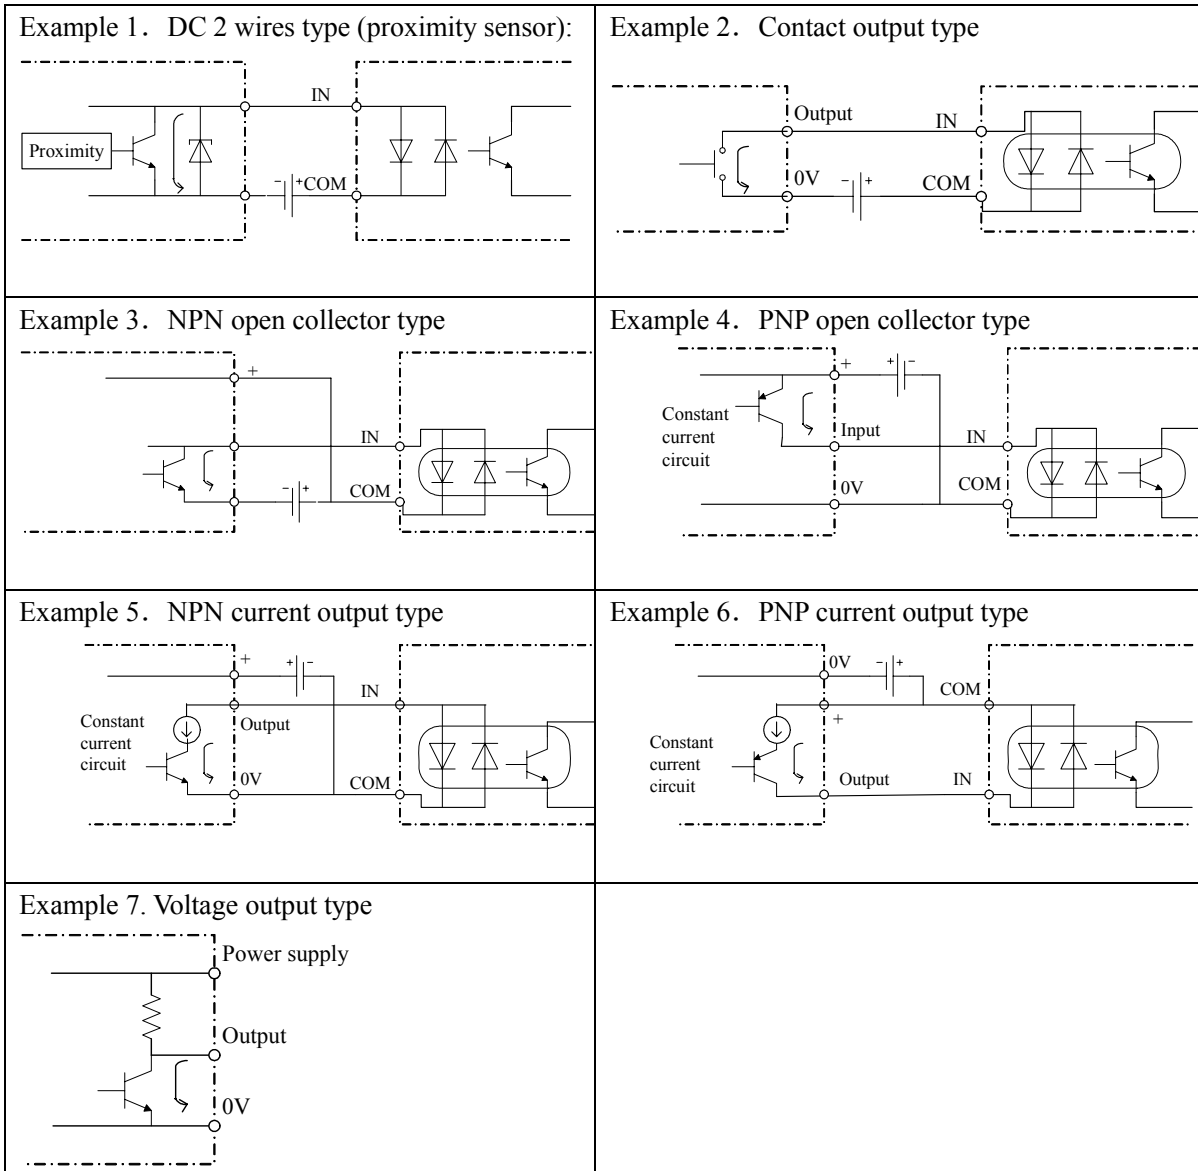 Example 1．DC 2 wires type (proximity sensor):
IN
Proximity
- + COM
Example 2．Contact output type
Output
IN
0V
COM
- +
Example 3．NPN open collector type
+
IN
COM
- +
Example 4．PNP open collector type
+ + -
Constant
current
circuit
Input
IN
COM
0V
Example 5．NPN current output type
+ + -
IN
Constant
current
circuit
Output
0V
COM
Example 6．PNP current output type
0V - +
COM
+
Constant
current
circuit
Output
IN
Example 7. Voltage output type
Power supply
Output
0V